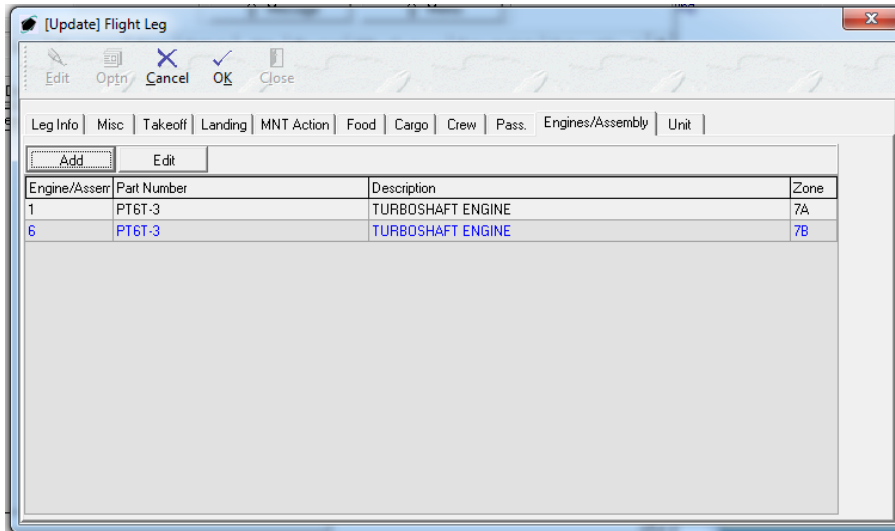 [Update] Flight Leg
Edit Optn Cancel OK Close
Leg Info Misc Takeoff Landing MNT Action Food Cargo Crew Pass. Engines/Assembly Unit
Add Edit
Engine/Assem Part Number Description Zone
1 PT6T-3 TURBOSHAFT ENGINE 7A
6 PT6T-3 TURBOSHAFT ENGINE 7B